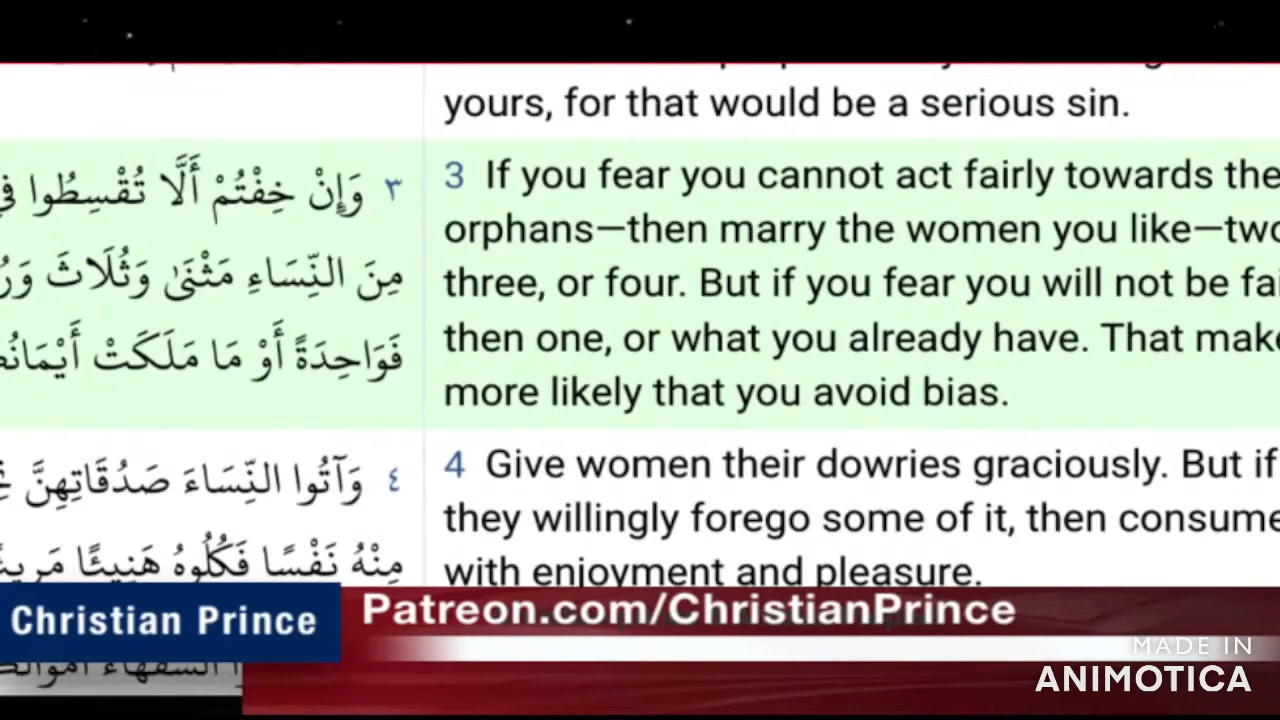 yours, for that would be a serious sin.
٣ وَإِنْ خِفْتُمْ أَلَّا تُقْسِطُوا فِي
مِنَ النِّسَاءِ مَثْنَىٰ وَثُلَاثَ
فَوَاحِدَةً أَوْ مَا مَلَكَتْ
3 If you fear you cannot act fairly towards the
orphans—then marry the women you like—two
three, or four. But if you fear you will not be
then one, or what you already have. That
more likely that you avoid bias.
٤ وَآتُوا النِّسَاءَ صَدُقَاتِهِنَّ
مِنْهُ نَفْسًا فَكُلُوهُ هَنِيئًا
4 Give women their dowries graciously. But if
they willingly forego some of it, then consume
with enjoyment and pleasure.
Christian Prince
Patreon.com/ChristianPrince
MADE IN
ANIMOTICA